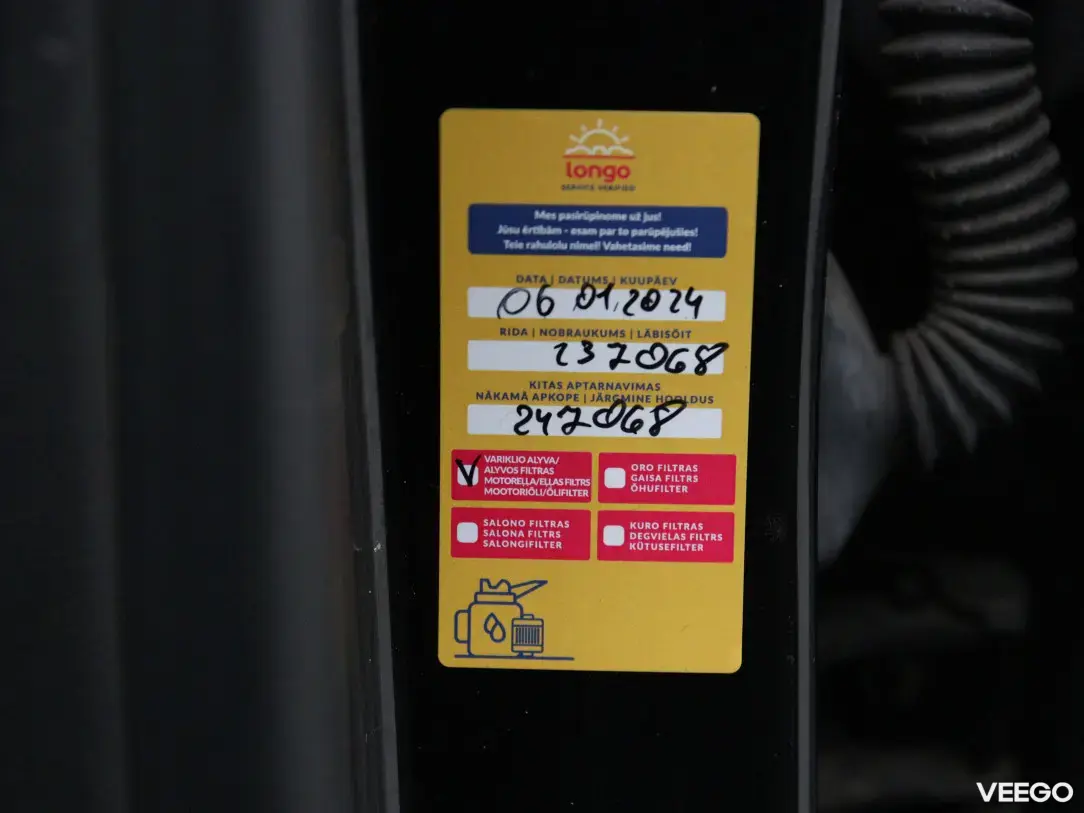 longo
SERVICE VERIFIED
Mes pasirūpinome už jus!
Jūsu ērtībām - esam par to parūpējušies!
Teie rahulolu nimel! Vahetasime need!
DATA | DATUMS | KUUPÄEV
06 01.2024
RIDA | NOBRAUKUMS | LÄBISÕIT
237068
KITAS APTARNAVIMAS
NĀKAMĀ APKOPE | JÄRGMINE HOOLDUS
247068
V
VARIKLIO ALYVA/
ALYVOS FILTRAS
MOTOREĻĻA/EĻĻAS FILTRS
MOOTORIÕLI/ÕLIFILTER
ORO FILTRAS
GAISA FILTRS
ÕHUFILTER
SALONO FILTRAS
SALONA FILTRS
SALONGIFILTER
KURO FILTRAS
DEGVIELAS FILTRS
KÜTUSEFILTER
VEEGO